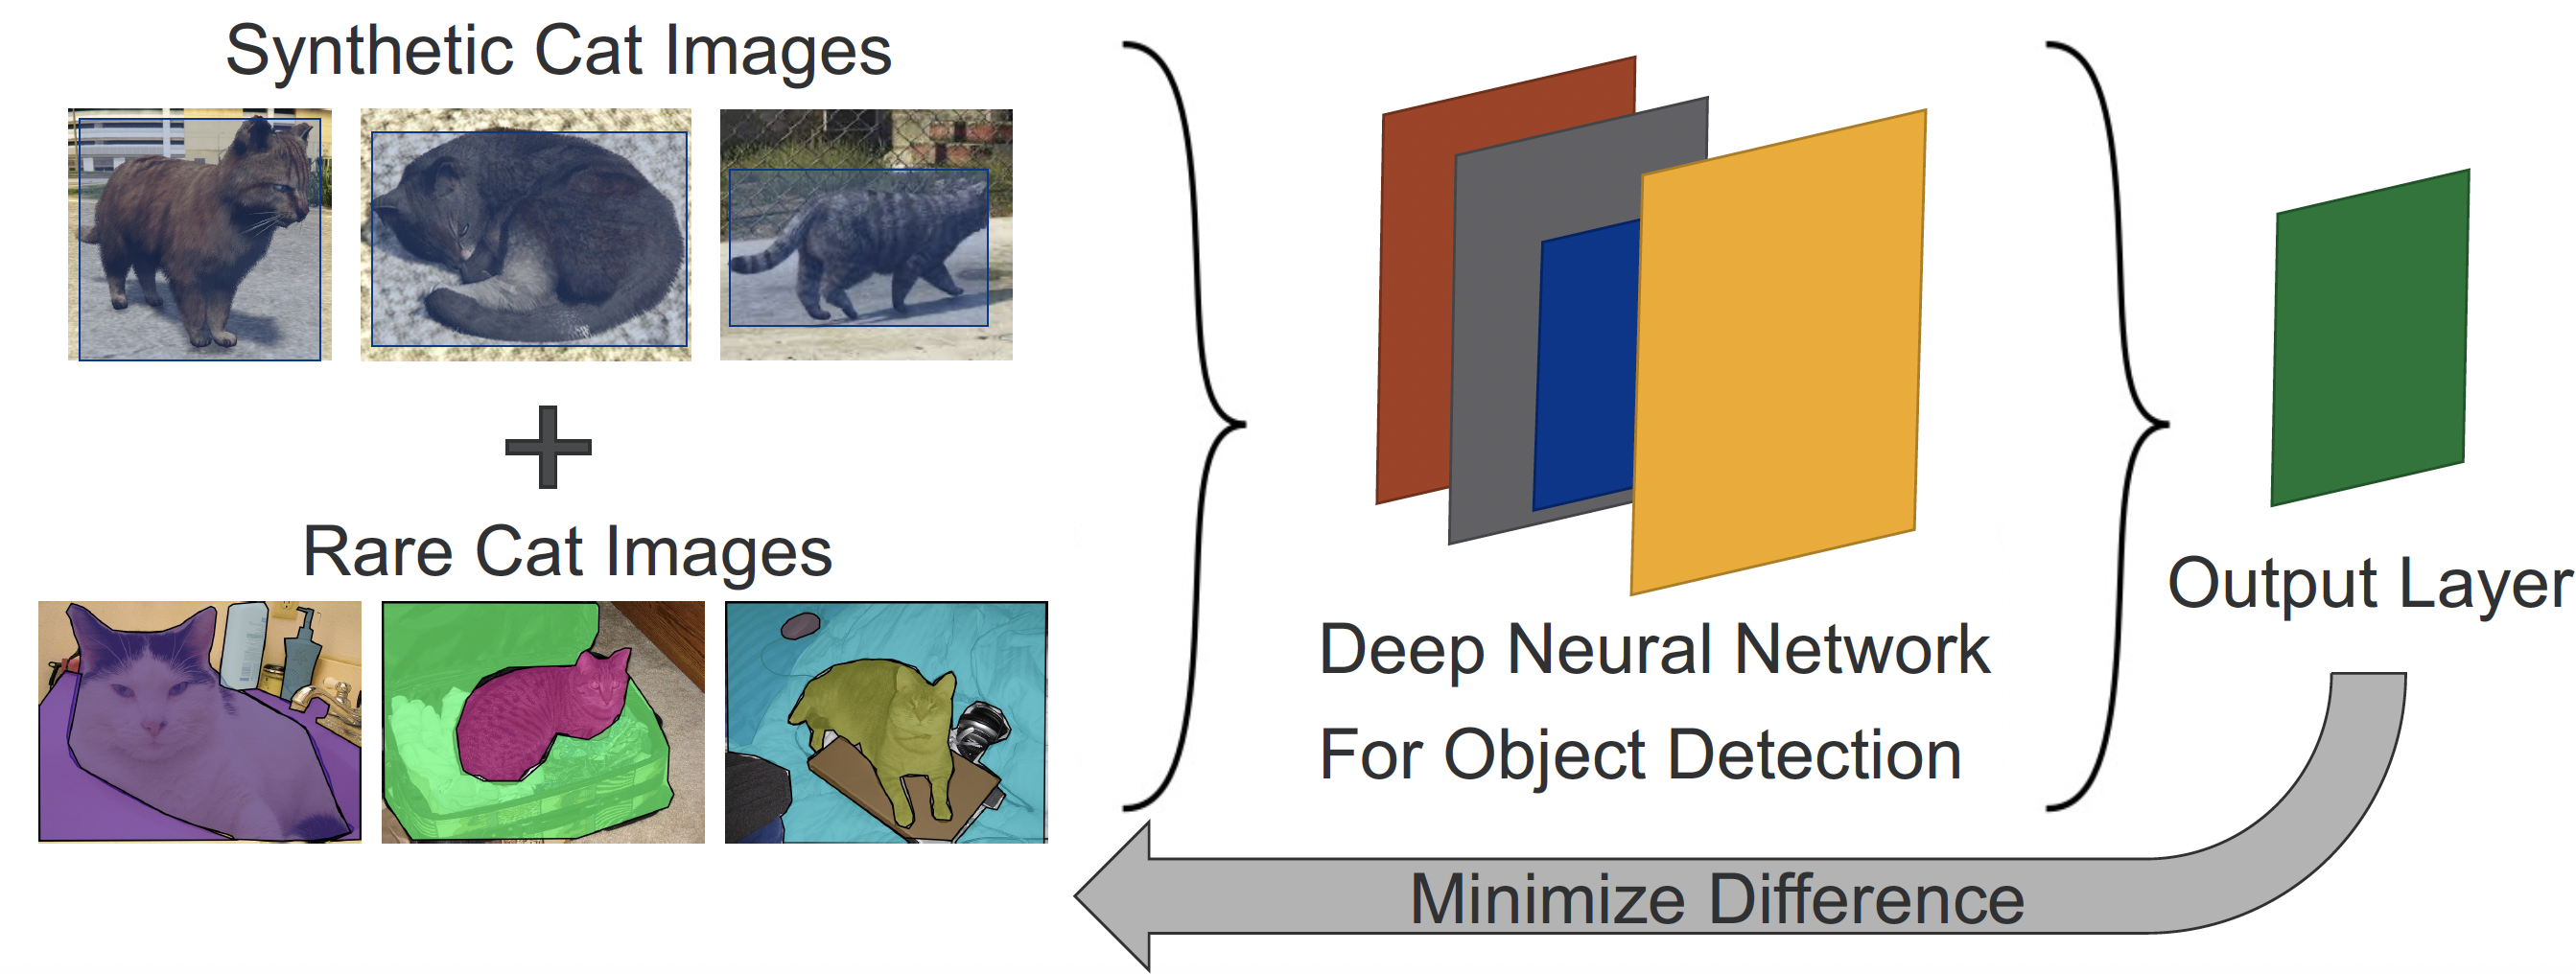 Synthetic Cat Images
Rare Cat Images
Deep Neural Network
For Object Detection
Output Layer
Minimize Difference